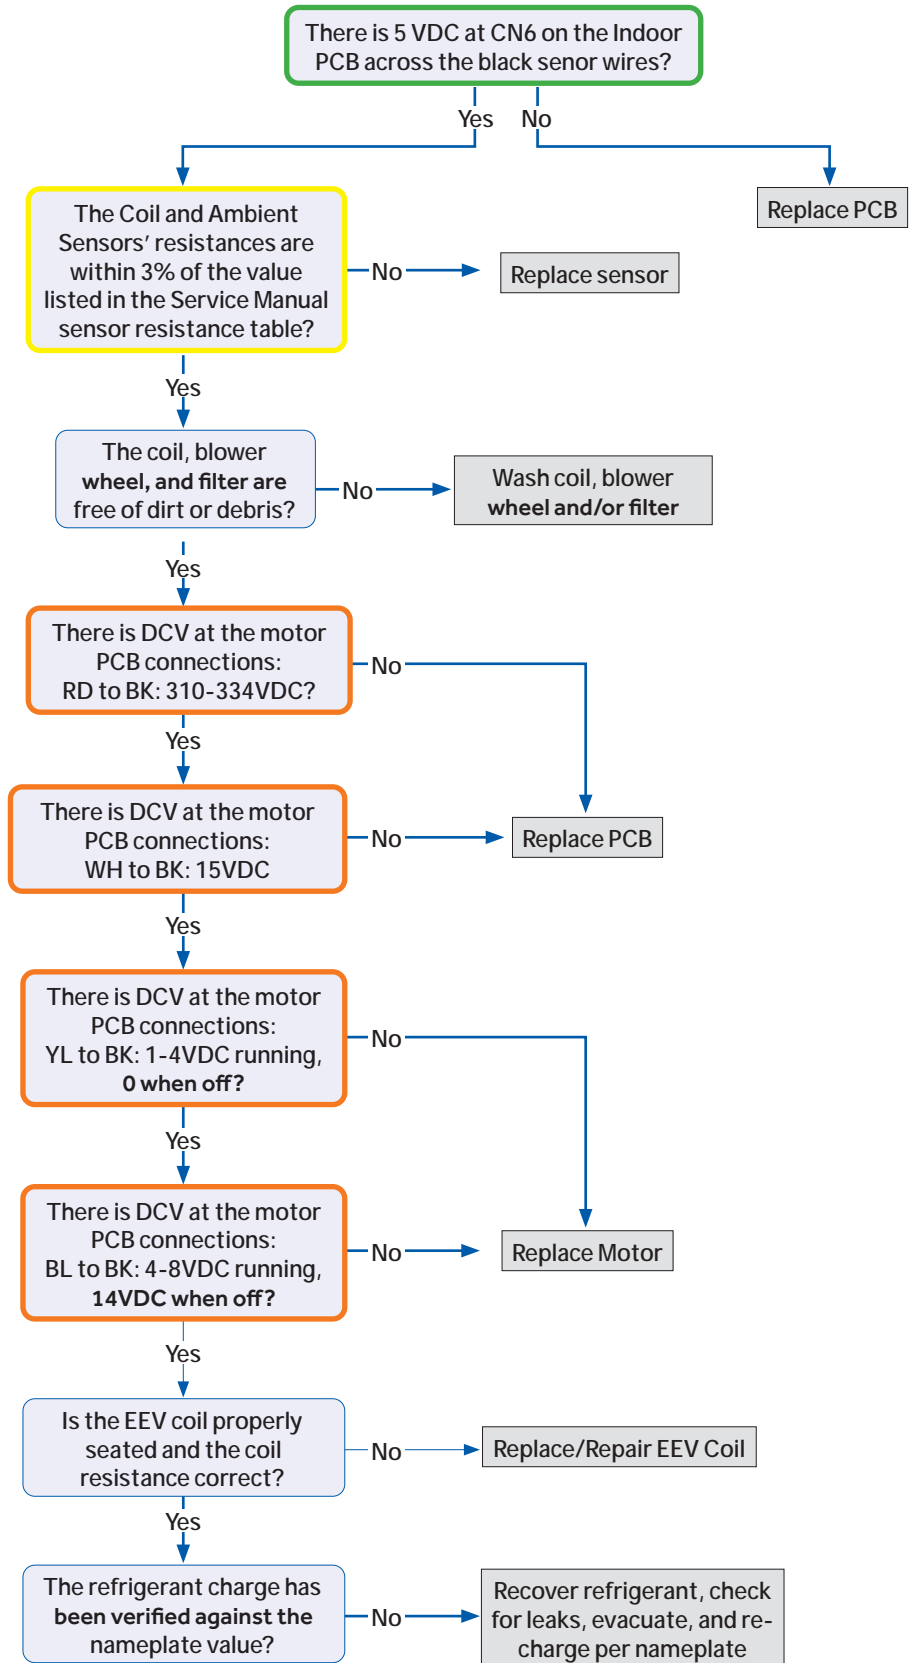 There is 5 VDC at CN6 on the Indoor
PCB across the black senor wires?
Yes
No
Replace PCB
The Coil and Ambient
Sensors’ resistances are
within 3% of the value
listed in the Service Manual
sensor resistance table?
No
Replace sensor
Yes
The coil, blower
wheel, and filter are
free of dirt or debris?
No
Wash coil, blower
wheel and/or filter
Yes
There is DCV at the motor
PCB connections:
RD to BK: 310-334VDC?
No
Yes
There is DCV at the motor
PCB connections:
WH to BK: 15VDC
No
Replace PCB
Yes
There is DCV at the motor
PCB connections:
YL to BK: 1-4VDC running,
0 when off?
No
Yes
There is DCV at the motor
PCB connections:
BL to BK: 4-8VDC running,
14VDC when off?
No
Replace Motor
Yes
Is the EEV coil properly
seated and the coil
resistance correct?
No
Replace/Repair EEV Coil
Yes
The refrigerant charge has
been verified against the
nameplate value?
No
Recover refrigerant, check
for leaks, evacuate, and re-
charge per nameplate